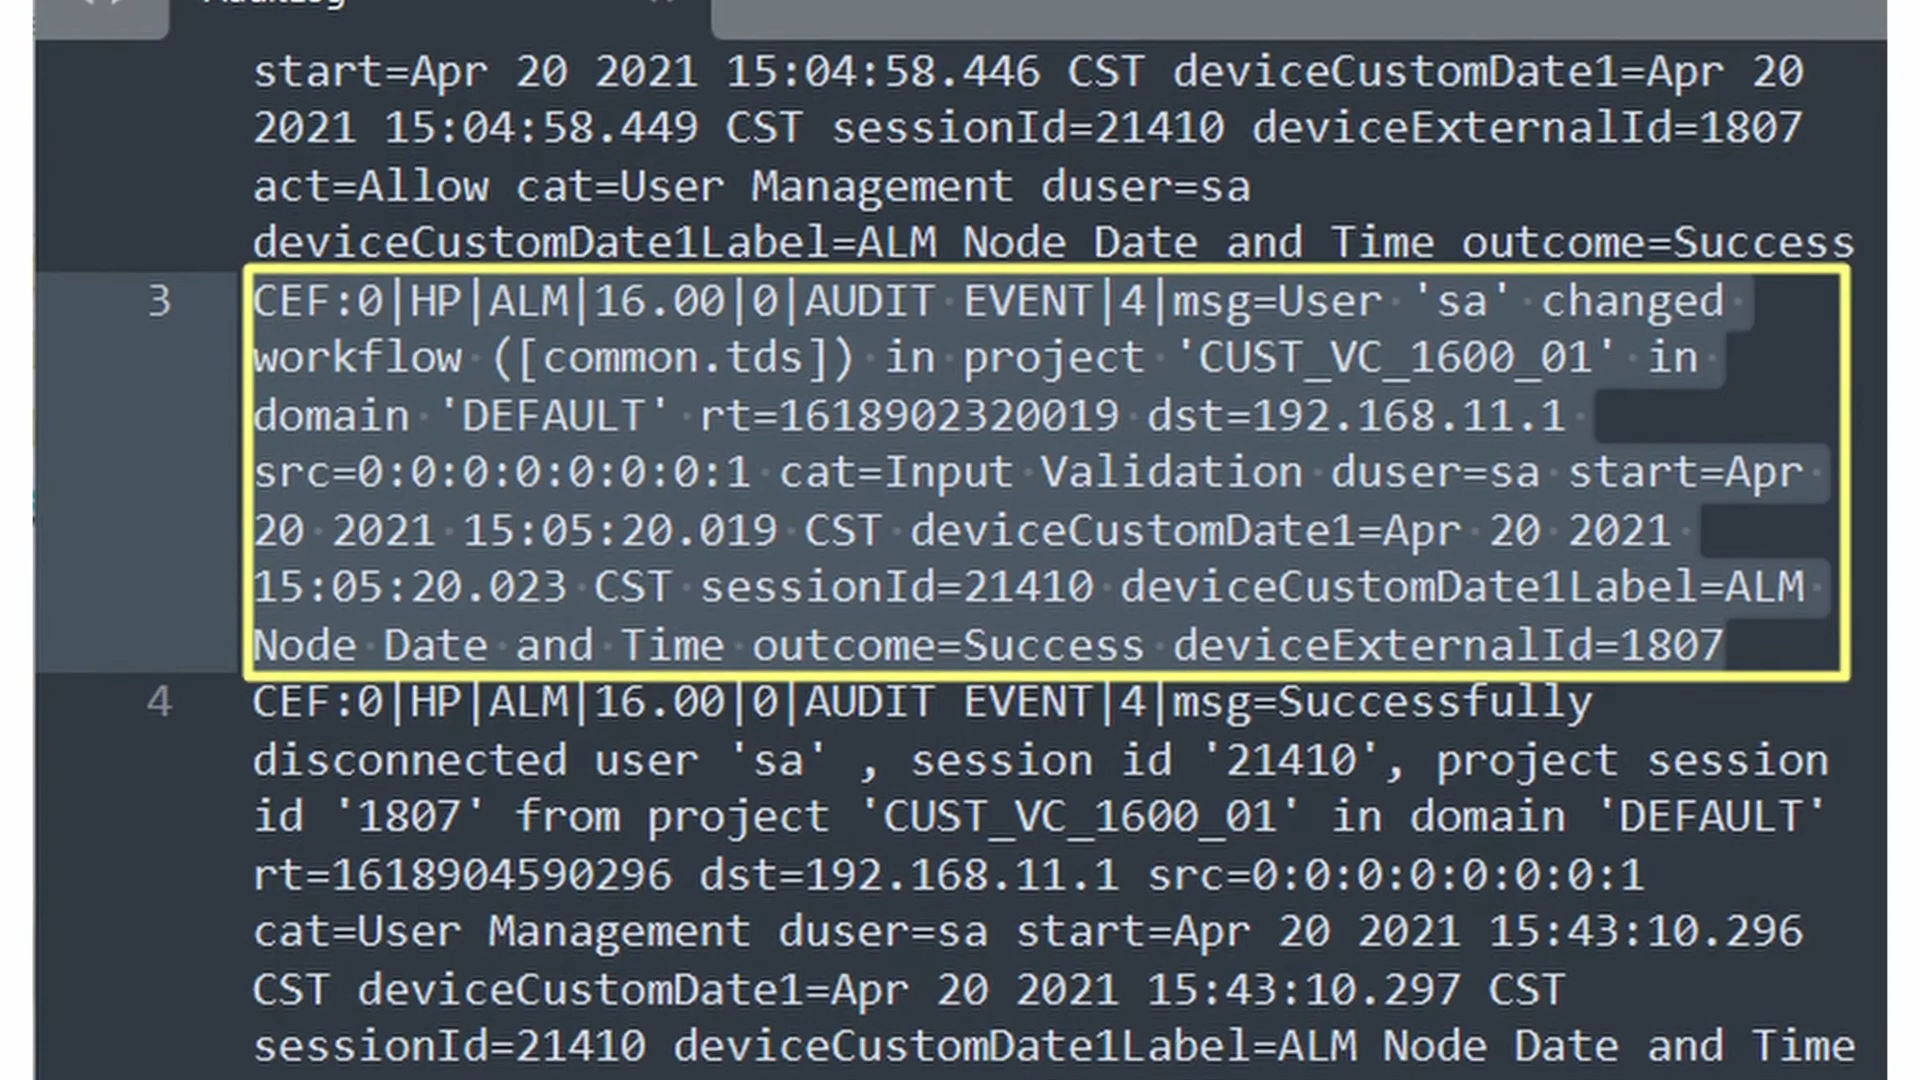 start=Apr 20 2021 15:04:58.446 CST deviceCustomDate1=Apr 20
2021 15:04:58.449 CST sessionId=21410 deviceExternalId=1807
act=Allow cat=User Management duser=sa
deviceCustomDate1Label=ALM Node Date and Time outcome=Success
3 CEF:0|HP|ALM|16.00|0|AUDIT EVENT|4|msg=User 'sa' changed
workflow ([common.tds]) in project 'CUST_VC_1600_01' in
domain 'DEFAULT' rt=1618902320019 dst=192.168.11.1
src=0:0:0:0:0:0:0:1 cat=Input Validation duser=sa start=Apr
20 2021 15:05:20.019 CST deviceCustomDate1=Apr 20 2021
15:05:20.023 CST sessionId=21410 deviceCustomDate1Label=ALM
Node Date and Time outcome=Success deviceExternalId=1807
4 CEF:0|HP|ALM|16.00|0|AUDIT EVENT|4|msg=Successfully
disconnected user 'sa' , session id '21410', project session
id '1807' from project 'CUST_VC_1600_01' in domain 'DEFAULT'
rt=1618904590296 dst=192.168.11.1 src=0:0:0:0:0:0:0:1
cat=User Management duser=sa start=Apr 20 2021 15:43:10.296
CST deviceCustomDate1=Apr 20 2021 15:43:10.297 CST
sessionId=21410 deviceCustomDate1Label=ALM Node Date and Time